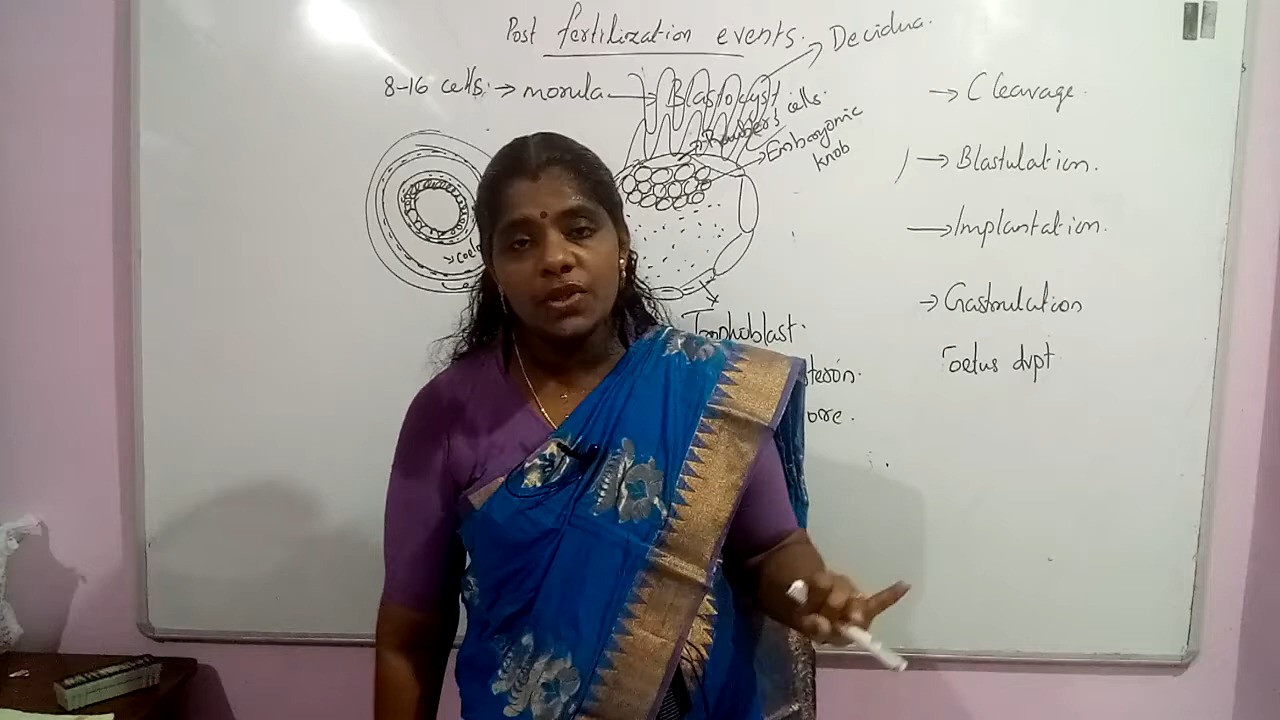 Post fertilization events.
Decidua.
8-16 cells. → morula → Blastocyst
Rauber's cells.
Embryonic
knob
Trophoblast.
→ Cleavage.
→ Blastulation.
→ Implantation.
→ Gastrulation
Foetus dvpt